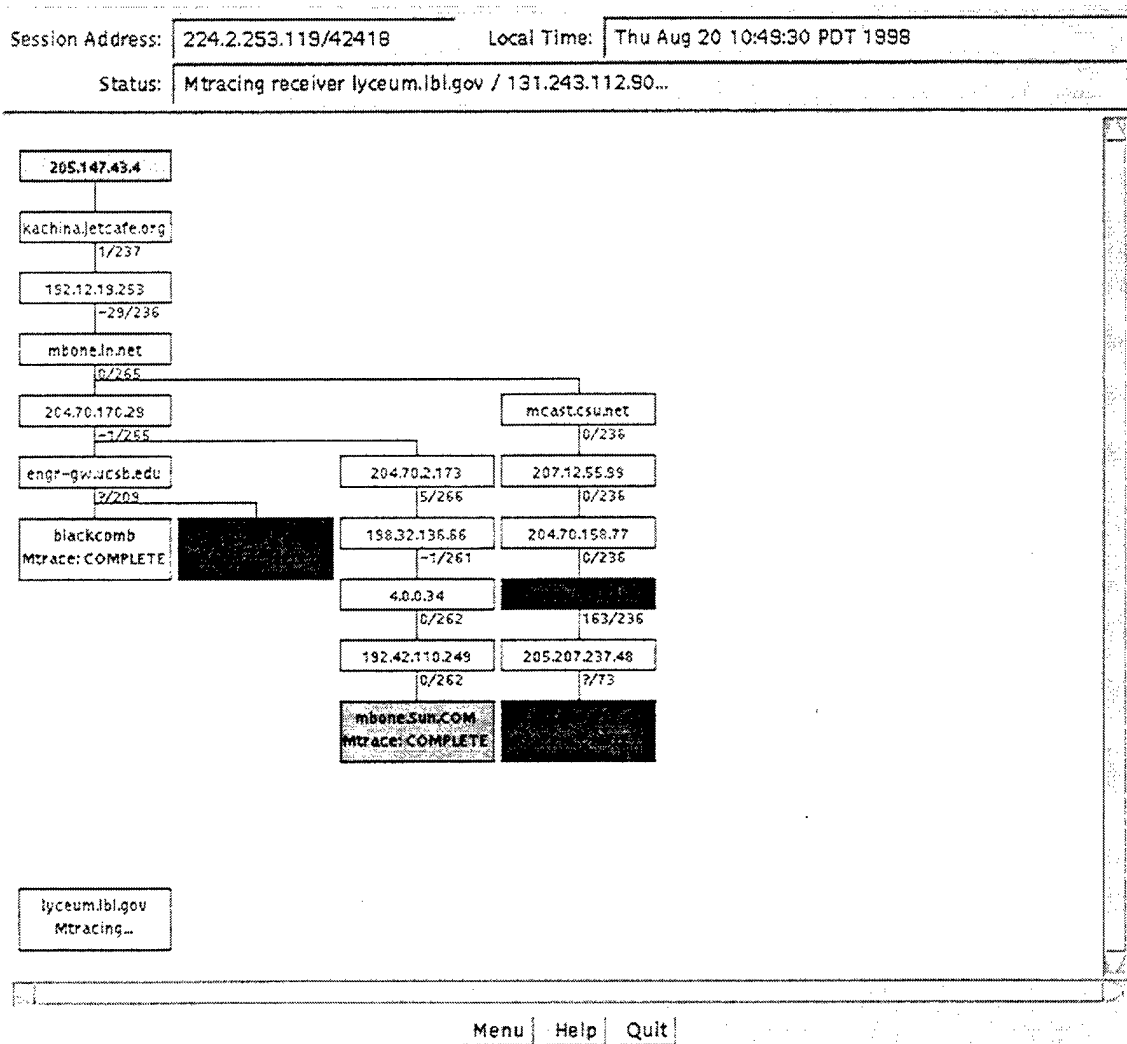 Session Address: 224.2.253.119/42418 Local Time: Thu Aug 20 10:49:30 PDT 1998
Status: Mtracing receiver lyceum.lbl.gov / 131.243.112.90...
205.147.43.4
kachina.jetcafe.org
1/237
192.12.19.253
-29/236
mbone.ln.net
0/265
204.70.170.29 mcast.csu.net
-1/266 0/236
engr-gw.ucsb.edu 204.70.2.173 207.12.55.99
?/209 5/266 0/236
blackcomb 198.32.136.66 204.70.158.77
Mtrace: COMPLETE -1/261 0/236
4.0.0.34
0/262 163/236
192.42.110.249 205.207.237.48
0/262 ?/73
mbone.Sun.COM
Mtrace: COMPLETE
lyceum.lbl.gov
Mtracing...
Menu Help Quit